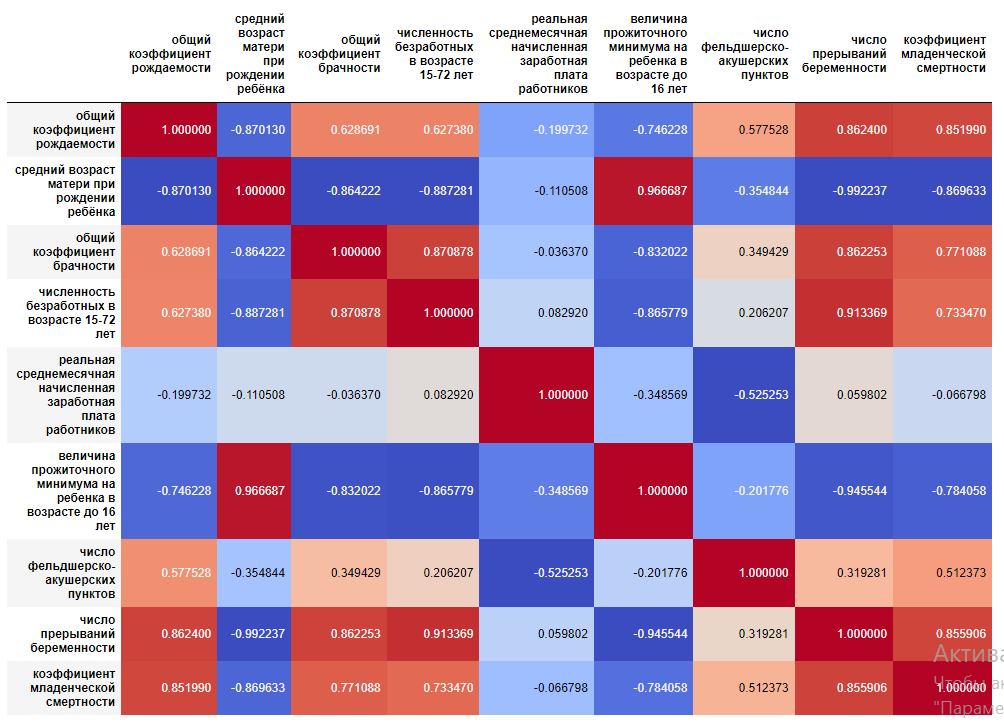 общий коэффициент рождаемости
средний возраст матери при рождении ребёнка
общий коэффициент брачности
численность безработных в возрасте 15-72 лет
реальная среднемесячная начисленная заработная плата работников
величина прожиточного минимума на ребенка в возрасте до 16 лет
число фельдшерско-акушерских пунктов
число прерываний беременности
коэффициент младенческой смертности
общий
коэффициент
рождаемости
1.000000 -0.870130 0.628691 0.627380 -0.199732 -0.746228 0.577528 0.862400 0.851990
средний возраст
матери при
рождении
ребёнка
-0.870130 1.000000 -0.864222 -0.887281 -0.110508 0.966687 -0.354844 -0.992237 -0.869633
общий
коэффициент
брачности
0.628691 -0.864222 1.000000 0.870878 -0.036370 -0.832022 0.349429 0.862253 0.771088
численность
безработных в
возрасте 15-72
лет
0.627380 -0.887281 0.870878 1.000000 0.082920 -0.865779 0.206207 0.913369 0.733470
реальная
среднемесячная
начисленная
заработная
плата
работников
-0.199732 -0.110508 -0.036370 0.082920 1.000000 -0.348569 -0.525253 0.059802 -0.066798
величина
прожиточного
минимума на
ребенка в
возрасте до 16
лет
-0.746228 0.966687 -0.832022 -0.865779 -0.348569 1.000000 -0.201776 -0.945544 -0.784058
число
фельдшерско-
акушерских
пунктов
0.577528 -0.354844 0.349429 0.206207 -0.525253 -0.201776 1.000000 0.319281 0.512373
число
прерываний
беременности
0.862400 -0.992237 0.862253 0.913369 0.059802 -0.945544 0.319281 1.000000 0.855906
коэффициент
младенческой
смертности
0.851990 -0.869633 0.771088 0.733470 -0.066798 -0.784058 0.512373 0.855906 1.000000
Актива
Чтобы ак
"Параме